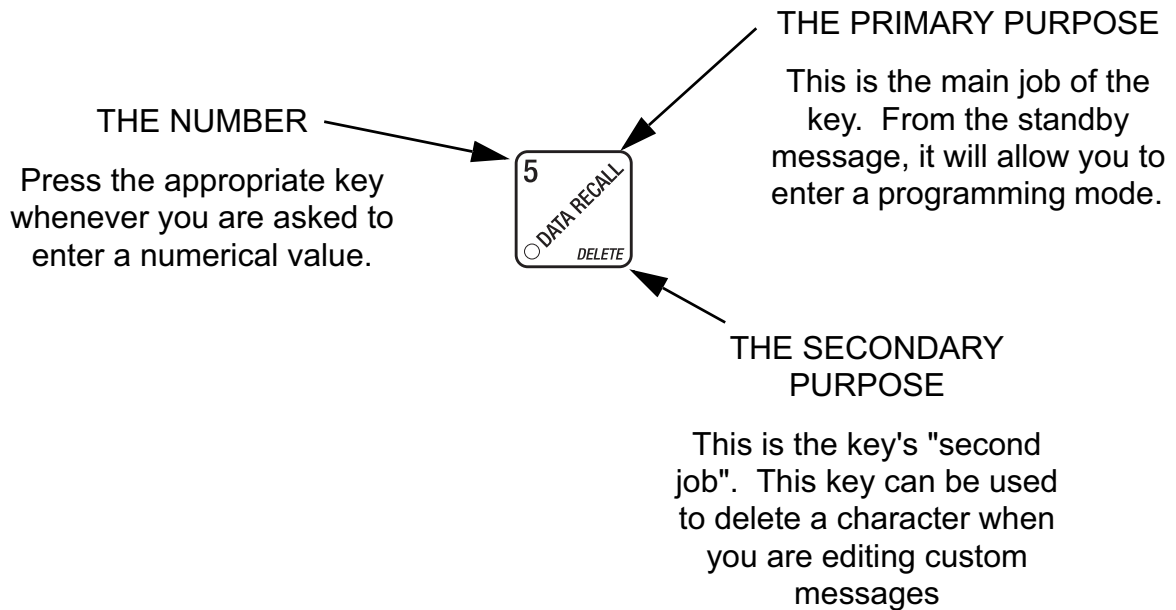 THE PRIMARY PURPOSE
This is the main job of the
key. From the standby
message, it will allow you to
enter a programming mode.
THE NUMBER
Press the appropriate key
whenever you are asked to
enter a numerical value.
5
DATA RECALL
DELETE
THE SECONDARY
PURPOSE
This is the key's "second
job". This key can be used
to delete a character when
you are editing custom
messages